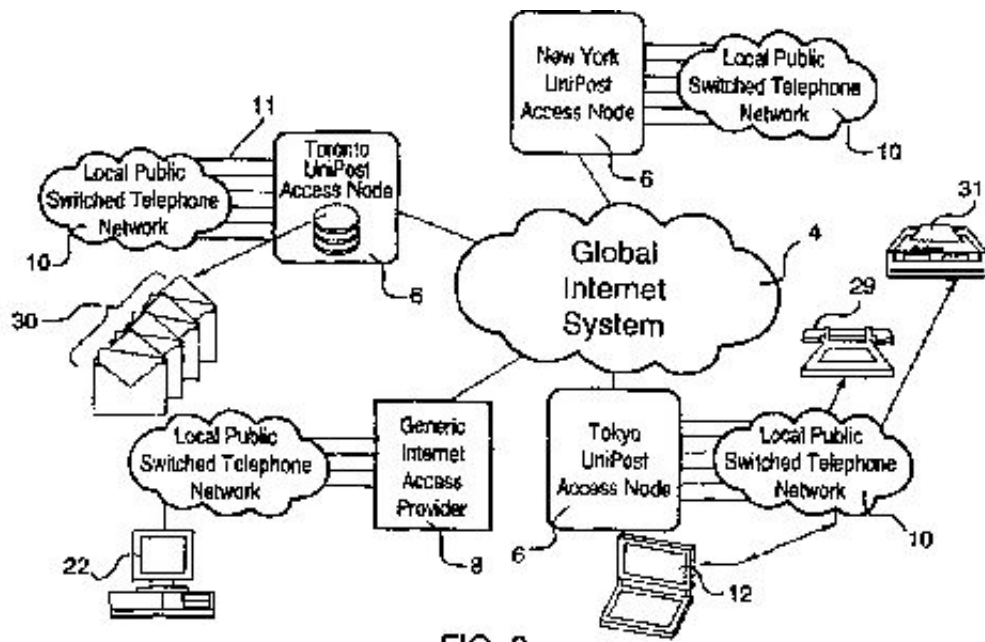 New York
UniPost
Access Node
6
Local Public
Switched Telephone
Network
10
11
Toronto
UniPost
Access Node
6
Local Public
Switched Telephone
Network
10
30
Global
Internet
System
4
31
29
Local Public
Switched Telephone
Network
22
Generic
Internet
Access
Provider
8
Tokyo
UniPost
Access Node
6
Local Public
Switched Telephone
Network
10
12